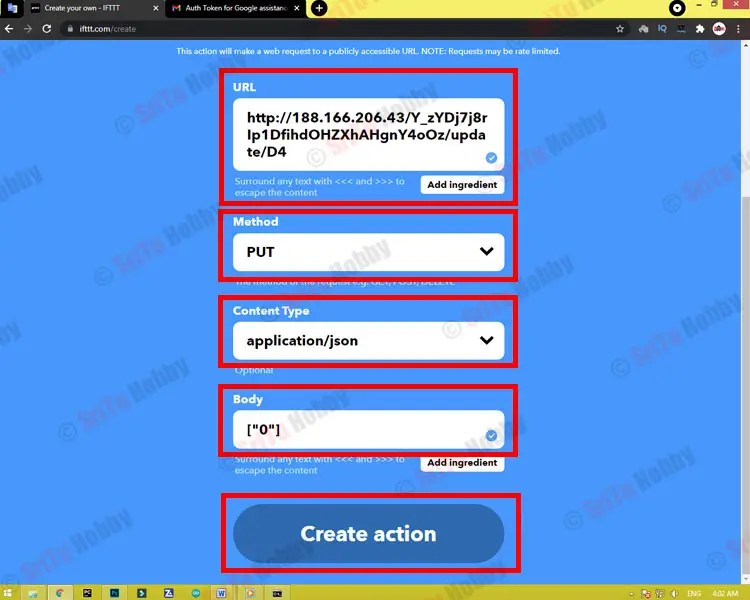 Create your own - IFTTT
Auth Token for Google assistanc
ifttt.com/create
This action will make a web request to a publicly accessible URL. NOTE: Requests may be rate limited.
URL
http://188.166.206.43/Y_zYDj7j8r
Ip1DfihdOHZXhAHgnY4oOz/upda
te/D4
Surround any text with <<< and >>> to
escape the content
Add ingredient
Method
PUT
The method of the request e.g. GET, POST, DELETE
Content Type
application/json
Optional
Body
["0"]
Surround any text with <<< and >>> to
escape the content
Add ingredient
Create action
© SriTu Hobby
ENG
4:02 AM